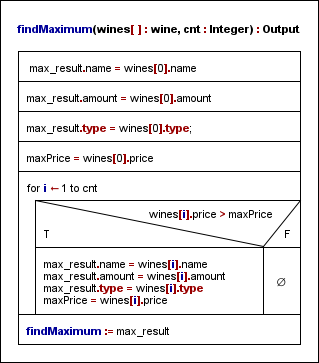 findMaximum(wines[ ] : wine, cnt : Integer) : Output
max_result.name = wines[0].name
max_result.amount = wines[0].amount
max_result.type = wines[0].type;
maxPrice = wines[0].price
for i ← 1 to cnt
wines[i].price > maxPrice
T F
max_result.name = wines[i].name
max_result.amount = wines[i].amount
max_result.type = wines[i].type
maxPrice = wines[i].price
∅
findMaximum := max_result